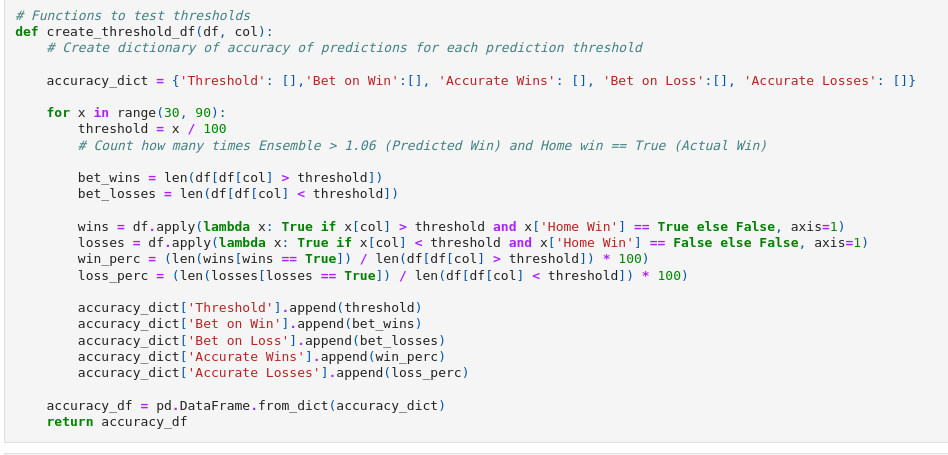 # Functions to test thresholds
def create_threshold_df(df, col):
    # Create dictionary of accuracy of predictions for each prediction threshold
    accuracy_dict = {'Threshold': [],'Bet on Win':[], 'Accurate Wins': [], 'Bet on Loss':[], 'Accurate Losses': []}
    for x in range(30, 90):
        threshold = x / 100
        # Count how many times Ensemble > 1.06 (Predicted Win) and Home win == True (Actual Win)
        bet_wins = len(df[df[col] > threshold])
        bet_losses = len(df[df[col] < threshold])
        wins = df.apply(lambda x: True if x[col] > threshold and x['Home Win'] == True else False, axis=1)
        losses = df.apply(lambda x: True if x[col] < threshold and x['Home Win'] == False else False, axis=1)
        win_perc = (len(wins[wins == True]) / len(df[df[col] > threshold]) * 100)
        loss_perc = (len(losses[losses == True]) / len(df[df[col] < threshold]) * 100)
        accuracy_dict['Threshold'].append(threshold)
        accuracy_dict['Bet on Win'].append(bet_wins)
        accuracy_dict['Bet on Loss'].append(bet_losses)
        accuracy_dict['Accurate Wins'].append(win_perc)
        accuracy_dict['Accurate Losses'].append(loss_perc)
    accuracy_df = pd.DataFrame.from_dict(accuracy_dict)
    return accuracy_df